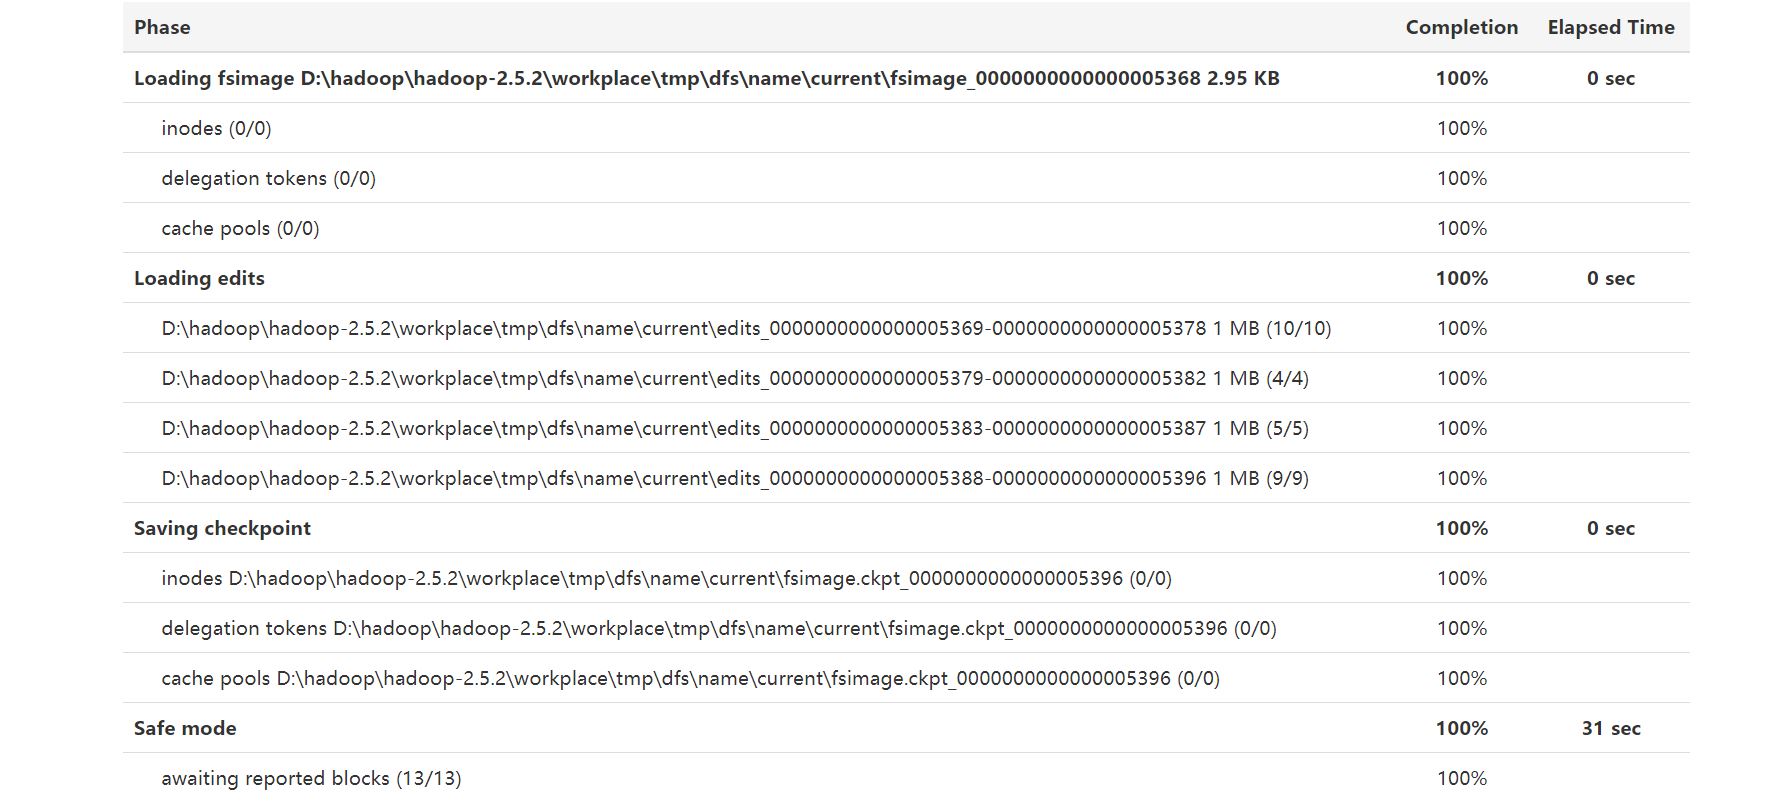 Phase Completion Elapsed Time
Loading fsimage D:\hadoop\hadoop-2.5.2\workplace\tmp\dfs\name\current\fsimage_0000000000000005368 2.95 KB 100% 0 sec
inodes (0/0) 100%
delegation tokens (0/0) 100%
cache pools (0/0) 100%
Loading edits 100% 0 sec
D:\hadoop\hadoop-2.5.2\workplace\tmp\dfs\name\current\edits_0000000000000005369-0000000000000005378 1 MB (10/10) 100%
D:\hadoop\hadoop-2.5.2\workplace\tmp\dfs\name\current\edits_0000000000000005379-0000000000000005382 1 MB (4/4) 100%
D:\hadoop\hadoop-2.5.2\workplace\tmp\dfs\name\current\edits_0000000000000005383-0000000000000005387 1 MB (5/5) 100%
D:\hadoop\hadoop-2.5.2\workplace\tmp\dfs\name\current\edits_0000000000000005388-0000000000000005396 1 MB (9/9) 100%
Saving checkpoint 100% 0 sec
inodes D:\hadoop\hadoop-2.5.2\workplace\tmp\dfs\name\current\fsimage.ckpt_0000000000000005396 (0/0) 100%
delegation tokens D:\hadoop\hadoop-2.5.2\workplace\tmp\dfs\name\current\fsimage.ckpt_0000000000000005396 (0/0) 100%
cache pools D:\hadoop\hadoop-2.5.2\workplace\tmp\dfs\name\current\fsimage.ckpt_0000000000000005396 (0/0) 100%
Safe mode 100% 31 sec
awaiting reported blocks (13/13) 100%